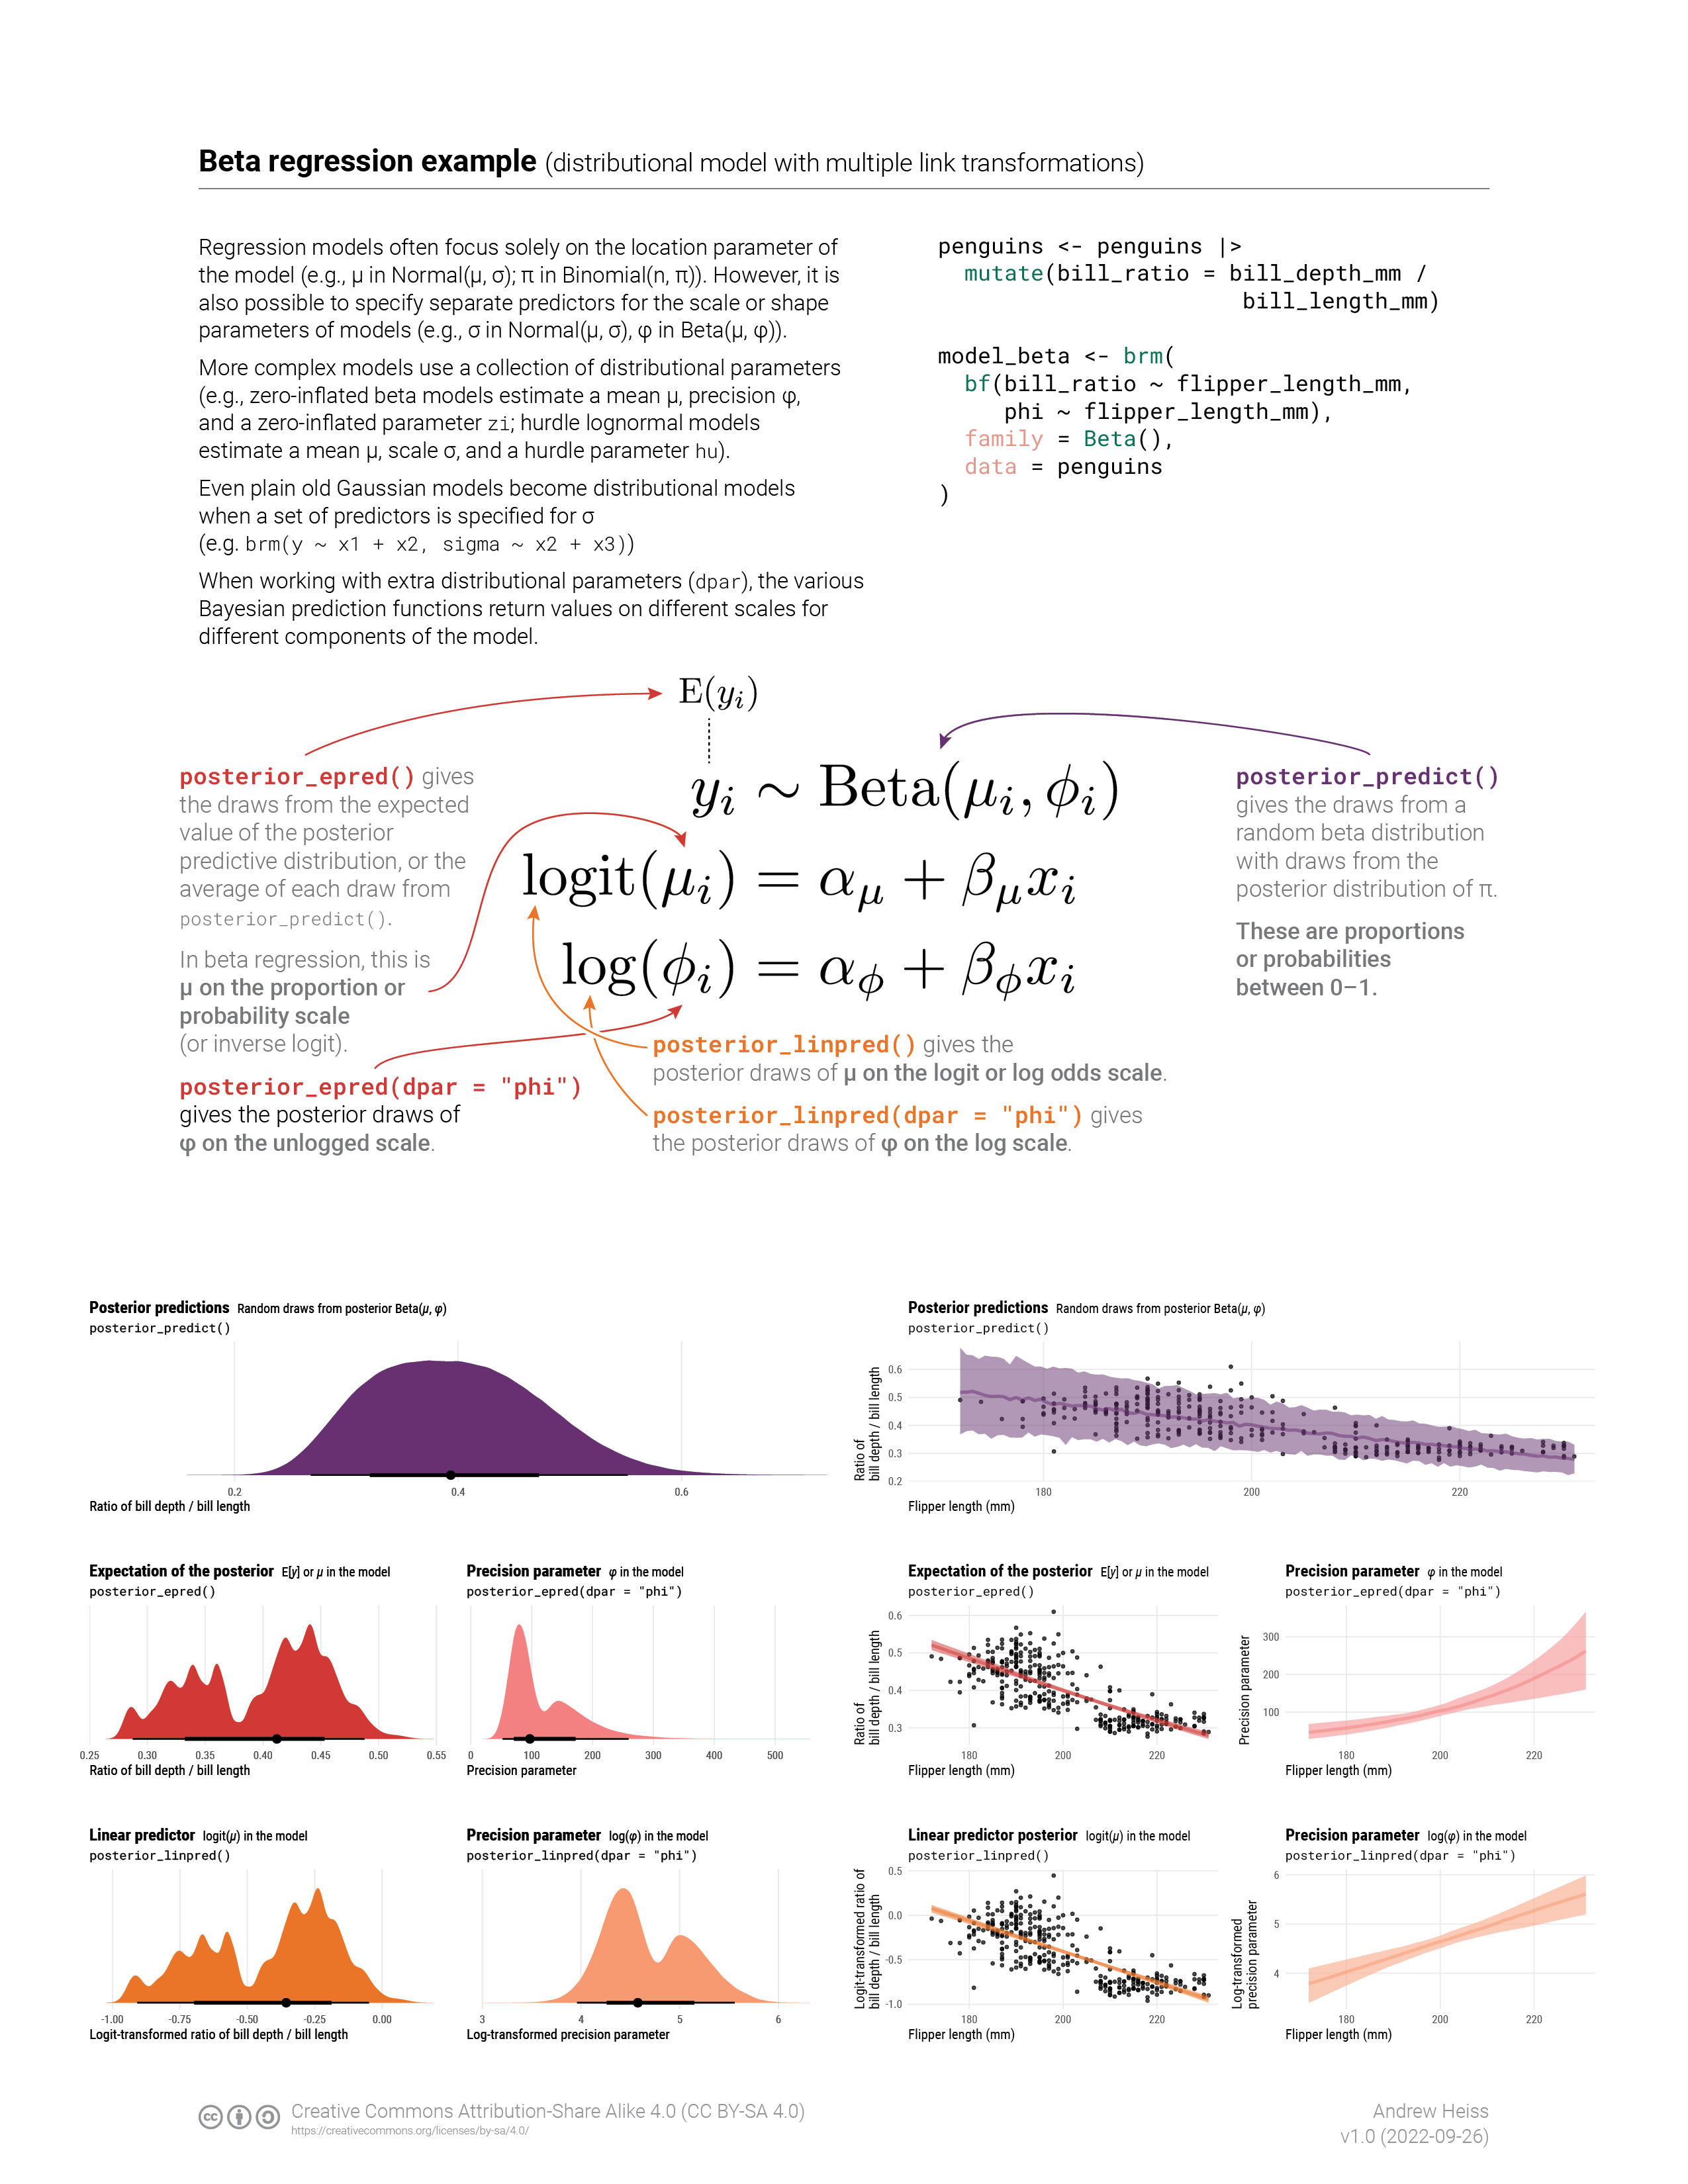 Beta regression example (distributional model with multiple link transformations)
Regression models often focus solely on the location parameter of
the model (e.g., μ in Normal(μ, σ); π in Binomial(n, π)). However, it is
also possible to specify separate predictors for the scale or shape
parameters of models (e.g., σ in Normal(μ, σ), φ in Beta(μ, φ)).
More complex models use a collection of distributional parameters
(e.g., zero-inflated beta models estimate a mean μ, precision φ,
and a zero-inflated parameter zi; hurdle lognormal models
estimate a mean μ, scale σ, and a hurdle parameter hu).
Even plain old Gaussian models become distributional models
when a set of predictors is specified for σ
(e.g. brm(y ~ x1 + x2, sigma ~ x2 + x3))
When working with extra distributional parameters (dpar), the various
Bayesian prediction functions return values on different scales for
different components of the model.
penguins <- penguins |>
mutate(bill_ratio = bill_depth_mm /
bill_length_mm)
model_beta <- brm(
bf(bill_ratio ~ flipper_length_mm,
phi ~ flipper_length_mm),
family = Beta(),
data = penguins
)
E(yᵢ)
yᵢ ∼ Beta(μᵢ, ϕᵢ)
logit(μᵢ) = α_μ + β_μ xᵢ
log(ϕᵢ) = α_ϕ + β_ϕ xᵢ
posterior_epred() gives
the draws from the expected
value of the posterior
predictive distribution, or the
average of each draw from
posterior_predict().
In beta regression, this is
μ on the proportion or
probability scale
(or inverse logit).
posterior_epred(dpar = "phi")
gives the posterior draws of
φ on the unlogged scale.
posterior_linpred() gives the
posterior draws of μ on the logit or log odds scale.
posterior_linpred(dpar = "phi") gives
the posterior draws of φ on the log scale.
posterior_predict()
gives the draws from a
random beta distribution
with draws from the
posterior distribution of π.
These are proportions
or probabilities
between 0–1.
Posterior predictions Random draws from posterior Beta(μ, φ)
posterior_predict()
0.2 0.4 0.6
Ratio of bill depth / bill length
Posterior predictions Random draws from posterior Beta(μ, φ)
posterior_predict()
Ratio of
bill depth / bill length
0.6
0.5
0.4
0.3
0.2
180 200 220
Flipper length (mm)
Expectation of the posterior E[y] or μ in the model
posterior_epred()
0.25 0.30 0.35 0.40 0.45 0.50 0.55
Ratio of bill depth / bill length
Precision parameter φ in the model
posterior_epred(dpar = "phi")
0 100 200 300 400 500
Precision parameter
Expectation of the posterior E[y] or μ in the model
posterior_epred()
Ratio of
bill depth / bill length
0.6
0.5
0.4
0.3
180 200 220
Flipper length (mm)
Precision parameter φ in the model
posterior_epred(dpar = "phi")
Precision parameter
300
200
100
180 200 220
Flipper length (mm)
Linear predictor logit(μ) in the model
posterior_linpred()
-1.00 -0.75 -0.50 -0.25 0.00
Logit-transformed ratio of bill depth / bill length
Precision parameter log(φ) in the model
posterior_linpred(dpar = "phi")
3 4 5 6
Log-transformed precision parameter
Linear predictor posterior logit(μ) in the model
posterior_linpred()
Logit-transformed ratio of
bill depth / bill length
0.5
0.0
-0.5
-1.0
180 200 220
Flipper length (mm)
Precision parameter log(φ) in the model
posterior_linpred(dpar = "phi")
Log-transformed
precision parameter
6
5
4
180 200 220
Flipper length (mm)
cc
Creative Commons Attribution-Share Alike 4.0 (CC BY-SA 4.0)
https://creativecommons.org/licenses/by-sa/4.0/
Andrew Heiss
v1.0 (2022-09-26)